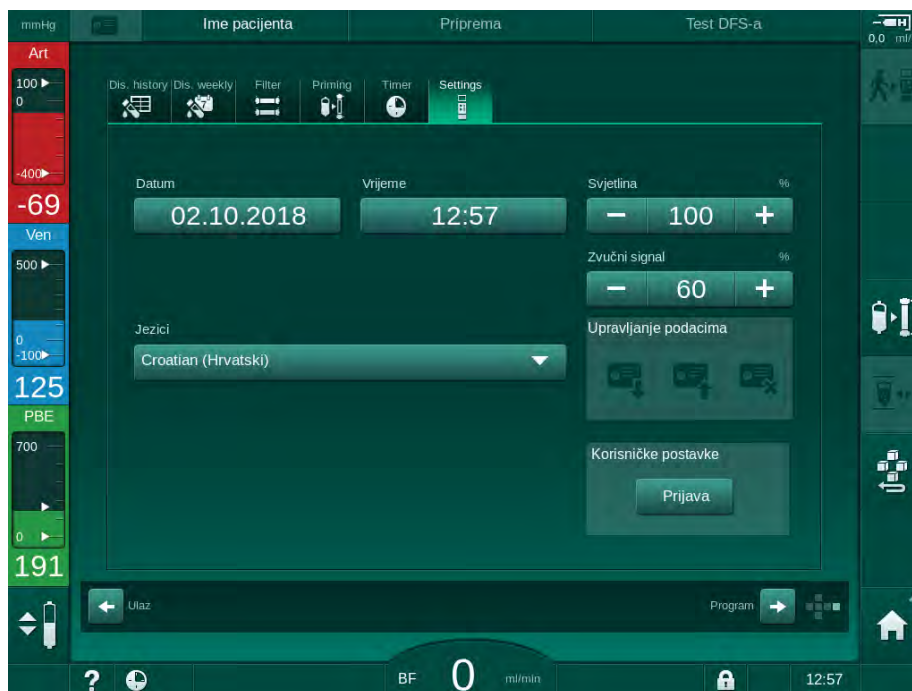 mmHg
Ime pacijenta
Priprema
Test DFS-a
0,0 ml/
Art
100
0
-400
-69
Ven
500
0
-100
125
PBE
700
0
191
Dis. history
Dis. weekly
7
Filter
Priming
Timer
Settings
Datum
Vrijeme
Svjetlina
%
02.10.2018
12:57
− 100 +
Zvučni signal
%
− 60 +
Jezici
Upravljanje podacima
Croatian (Hrvatski)
Korisničke postavke
Prijava
Ulaz
Program
?
BF 0 ml/min
12:57